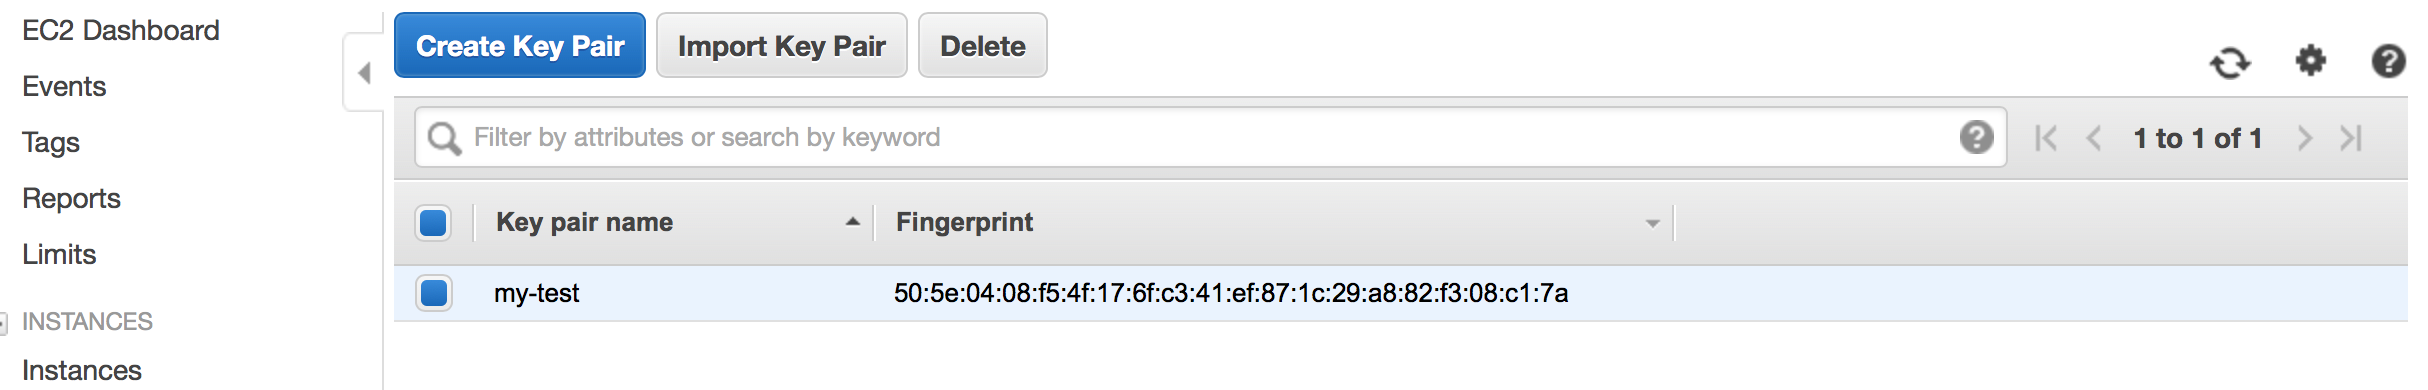 EC2 Dashboard
Events
Tags
Reports
Limits
INSTANCES
Instances
Create Key Pair Import Key Pair Delete
Filter by attributes or search by keyword 1 to 1 of 1
Key pair name Fingerprint
my-test 50:5e:04:08:f5:4f:17:6f:c3:41:ef:87:1c:29:a8:82:f3:08:c1:7a